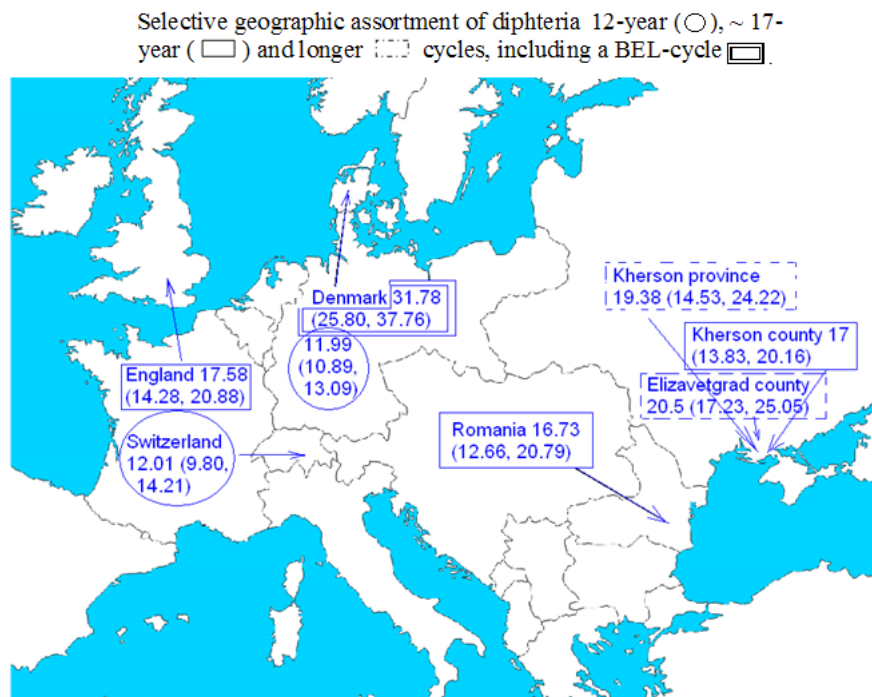 Selective geographic assortment of diphteria 12-year (○), ~ 17-
year ( ) and longer cycles, including a BEL-cycle .
Kherson province
19.38 (14.53, 24.22)
Denmark 31.78
(25.80, 37.76)
Kherson county 17
(13.83, 20.16)
11.99
(10.89,
13.09)
England 17.58
(14.28, 20.88)
Elizavetgrad county
20.5 (17.23, 25.05)
Romania 16.73
(12.66, 20.79)
Switzerland
12.01 (9.80,
14.21)